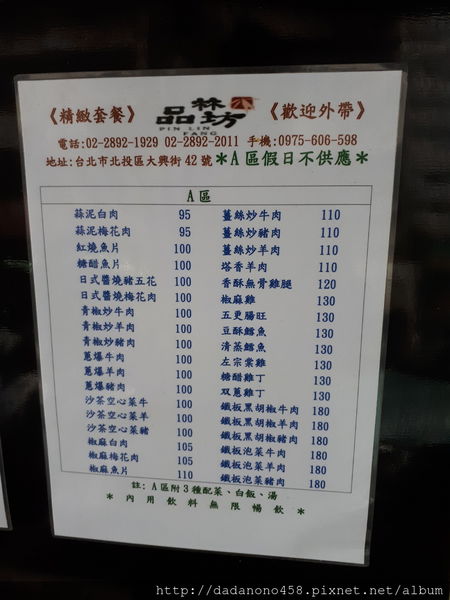 《精緻套餐》 品林坊 《歡迎外帶》
PIN LIN FANG
電話:02-2892-1929 02-2892-2011 手機:0975-606-598
地址:台北市北投區大興街42號 *A區假日不供應*
A區
蒜泥白肉 95 薑絲炒牛肉 110
蒜泥梅花肉 95 薑絲炒豬肉 110
紅燒魚片 100 薑絲炒羊肉 110
糖醋魚片 100 塔香羊肉 110
日式醬燒豬五花 100 香酥無骨雞腿 120
日式醬燒梅花肉 100 椒麻雞 130
青椒炒牛肉 100 五更腸旺 130
青椒炒羊肉 100 豆酥鱈魚 130
青椒炒豬肉 100 清蒸鱈魚 130
蔥爆牛肉 100 左宗棠雞 130
蔥爆羊肉 100 糖醋雞丁 130
蔥爆豬肉 100 双蔥雞丁 130
沙茶空心菜牛 100 鐵板黑胡椒牛肉 180
沙茶空心菜羊 100 鐵板黑胡椒羊肉 180
沙茶空心菜豬 100 鐵板黑胡椒豬肉 180
椒麻白肉 105 鐵板泡菜牛肉 180
椒麻梅花肉 105 鐵板泡菜羊肉 180
椒麻魚片 110 鐵板泡菜豬肉 180
註: A區附3種配菜、白飯、湯
*內用飲料無限暢飲*
http://dadanono458.pixnet.net/album